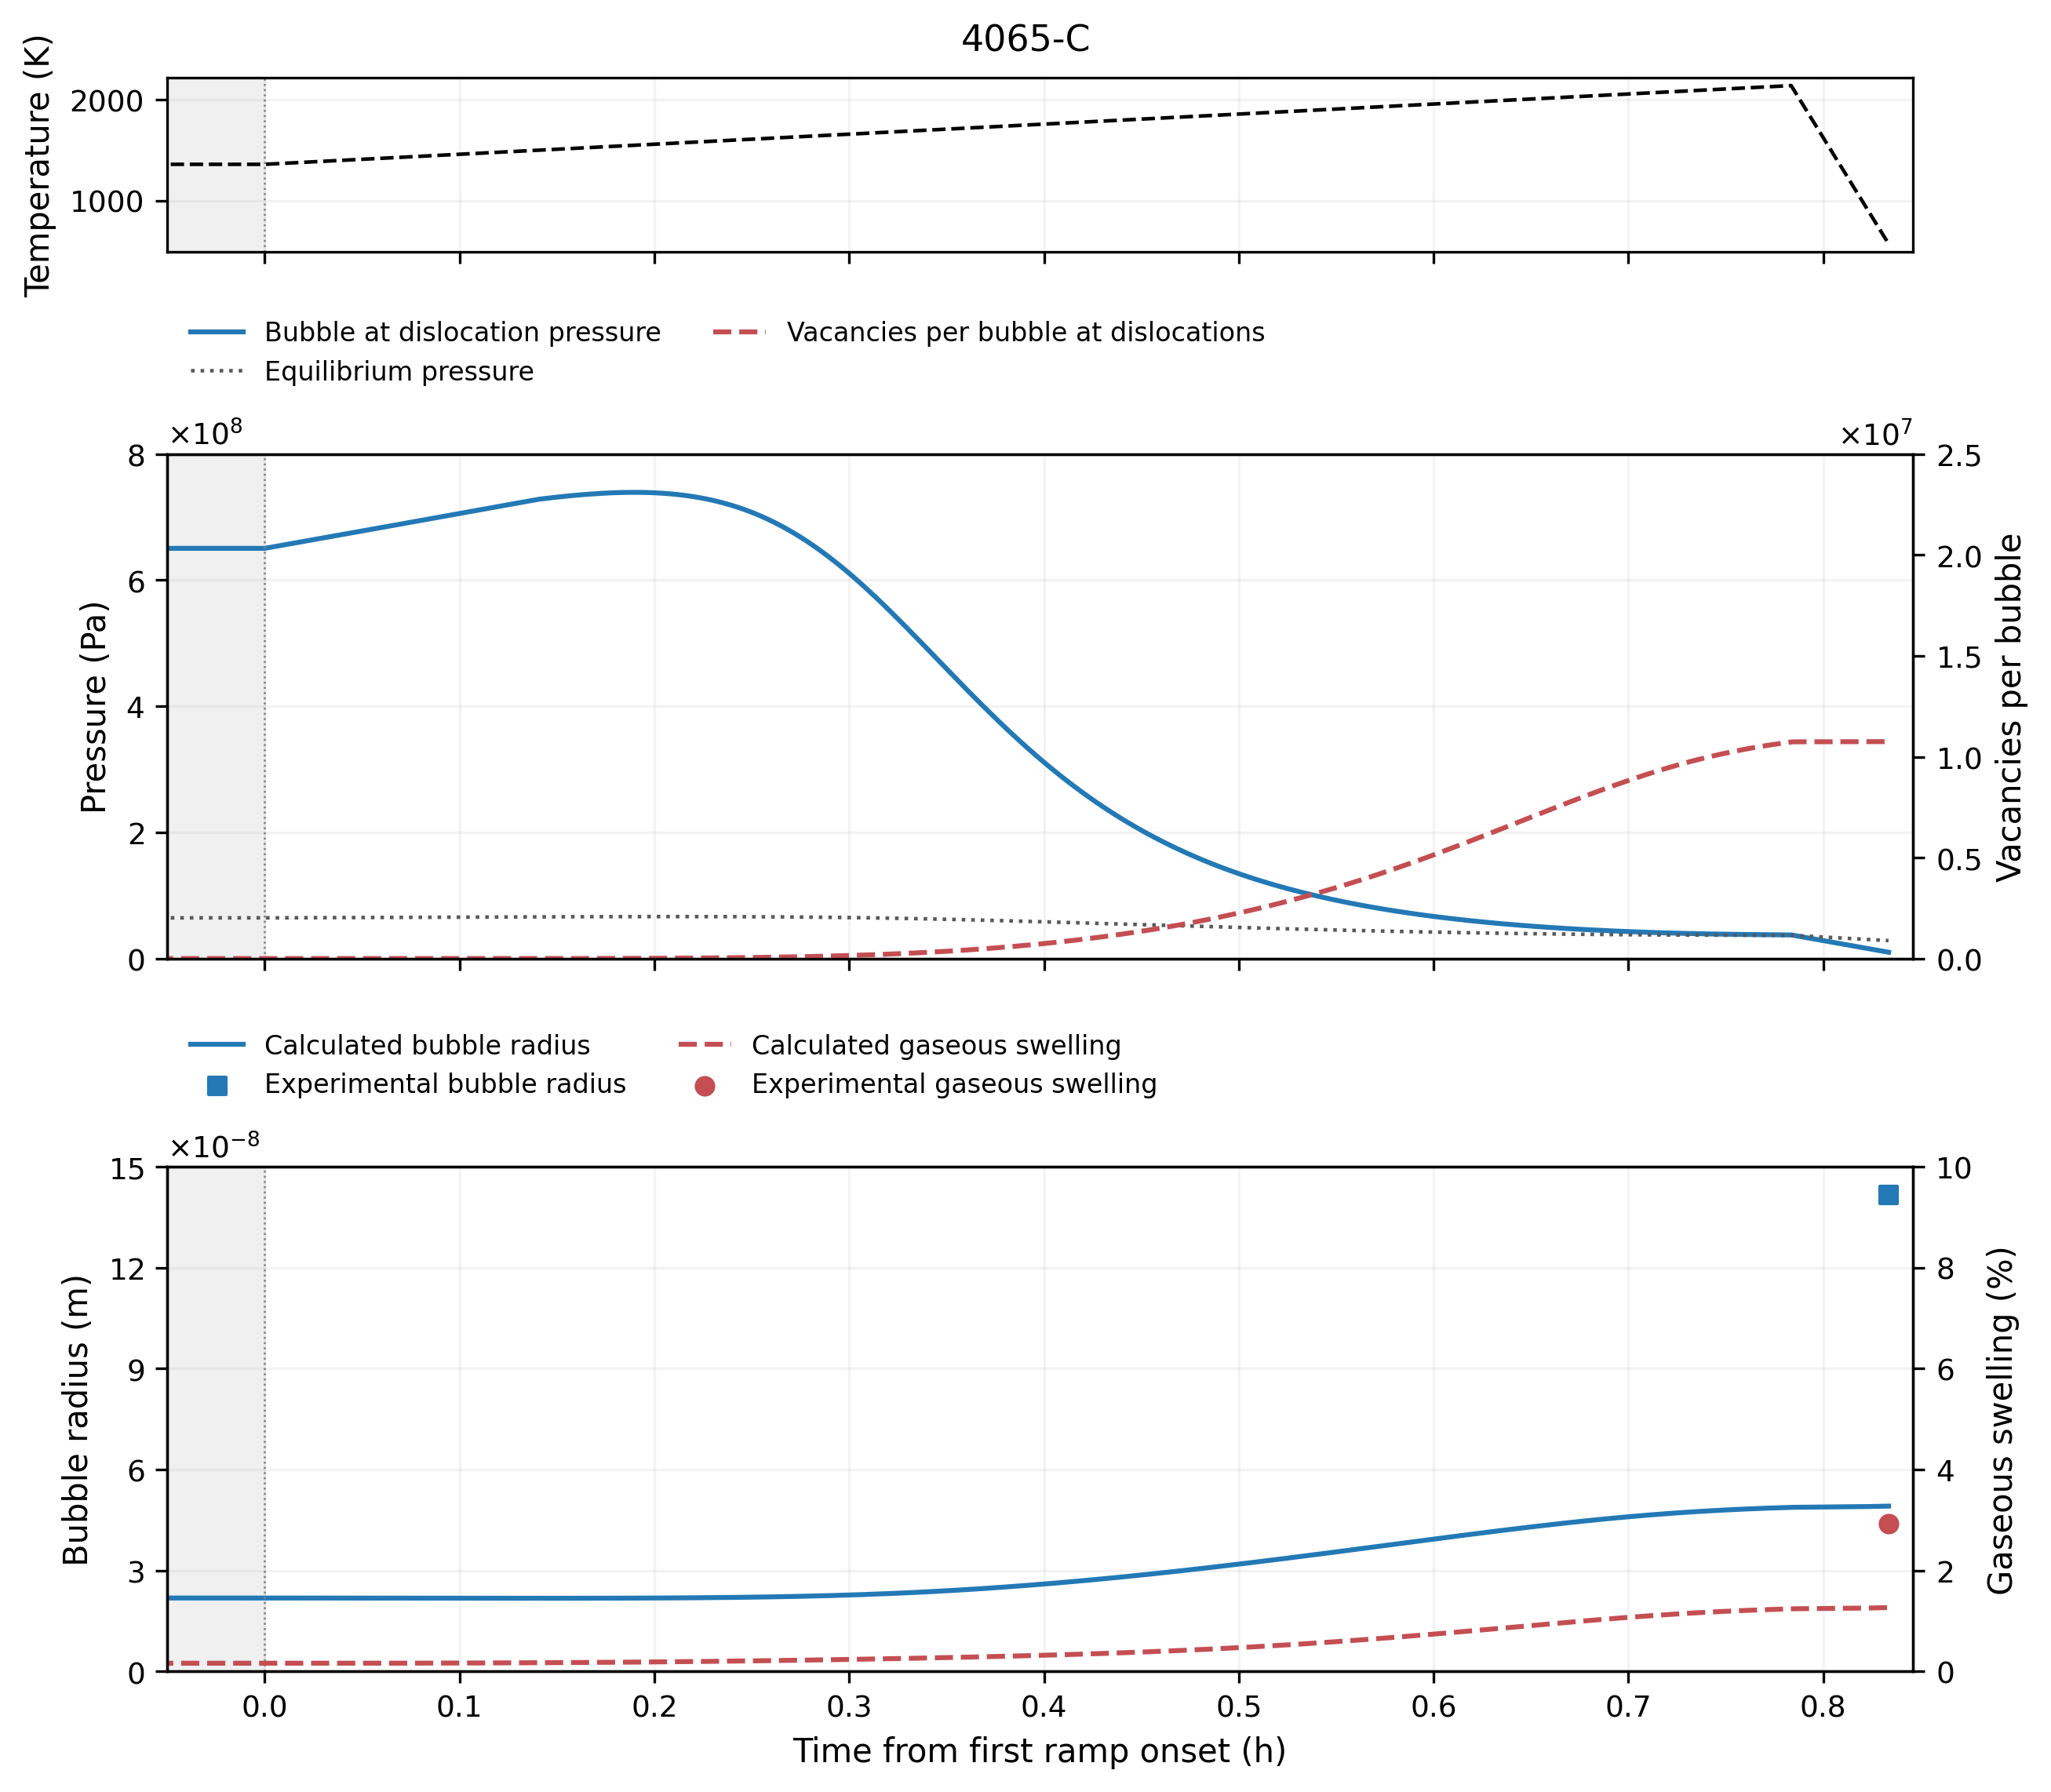 4065-C
Temperature (K)
2000
1000
Bubble at dislocation pressure
Vacancies per bubble at dislocations
Equilibrium pressure
×10⁸
×10⁷
Pressure (Pa)
8
6
4
2
0
2.5
2.0
1.5
1.0
0.5
0.0
Vacancies per bubble
Calculated bubble radius
Calculated gaseous swelling
Experimental bubble radius
Experimental gaseous swelling
×10⁻⁸
Bubble radius (m)
15
12
9
6
3
0
10
8
6
4
2
0
Gaseous swelling (%)
0.0 0.1 0.2 0.3 0.4 0.5 0.6 0.7 0.8
Time from first ramp onset (h)